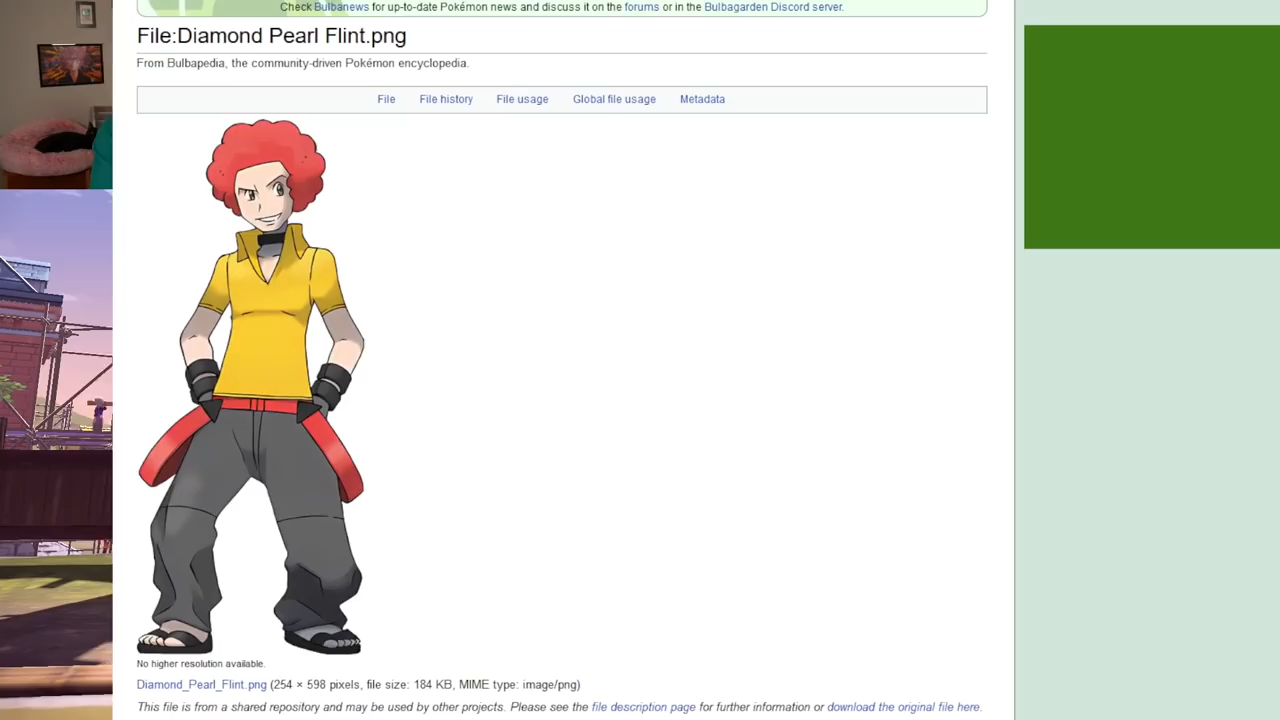 Check Bulbanews for up-to-date Pokémon news and discuss it on the forums or in the Bulbagarden Discord server.
File:Diamond Pearl Flint.png
From Bulbapedia, the community-driven Pokémon encyclopedia.
File File history File usage Global file usage Metadata
No higher resolution available.
Diamond_Pearl_Flint.png (254 × 598 pixels, file size: 184 KB, MIME type: image/png)
This file is from a shared repository and may be used by other projects. Please see the file description page for further information or download the original file here.